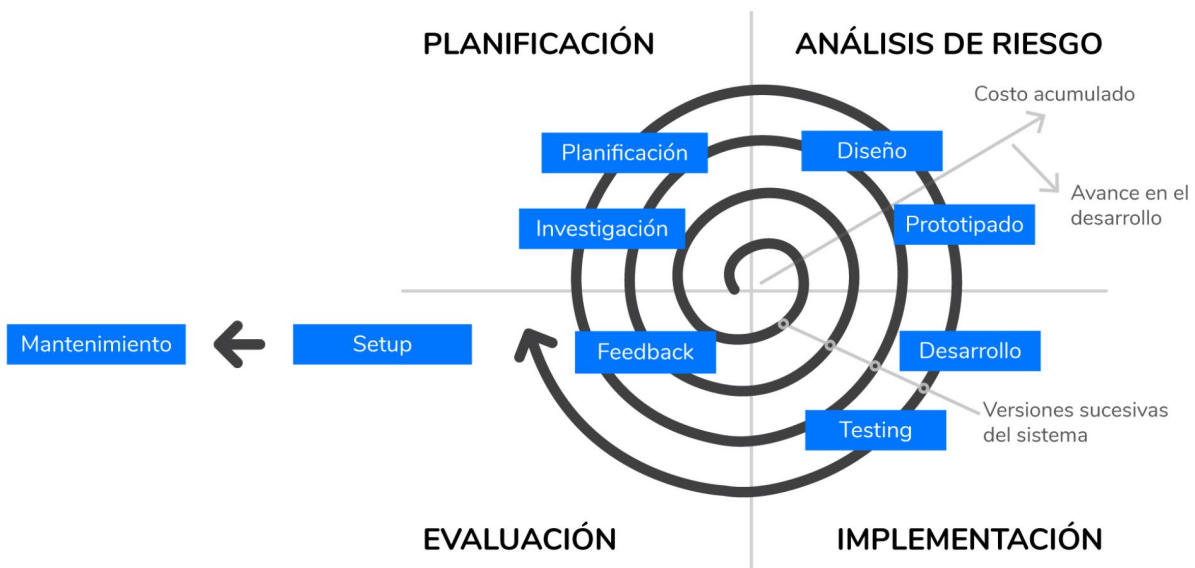 PLANIFICACIÓN
ANÁLISIS DE RIESGO
Costo acumulado
Planificación
Diseño
Avance en el
desarrollo
Investigación
Prototipado
Mantenimiento
Setup
Feedback
Desarrollo
Versiones sucesivas
del sistema
Testing
EVALUACIÓN
IMPLEMENTACIÓN